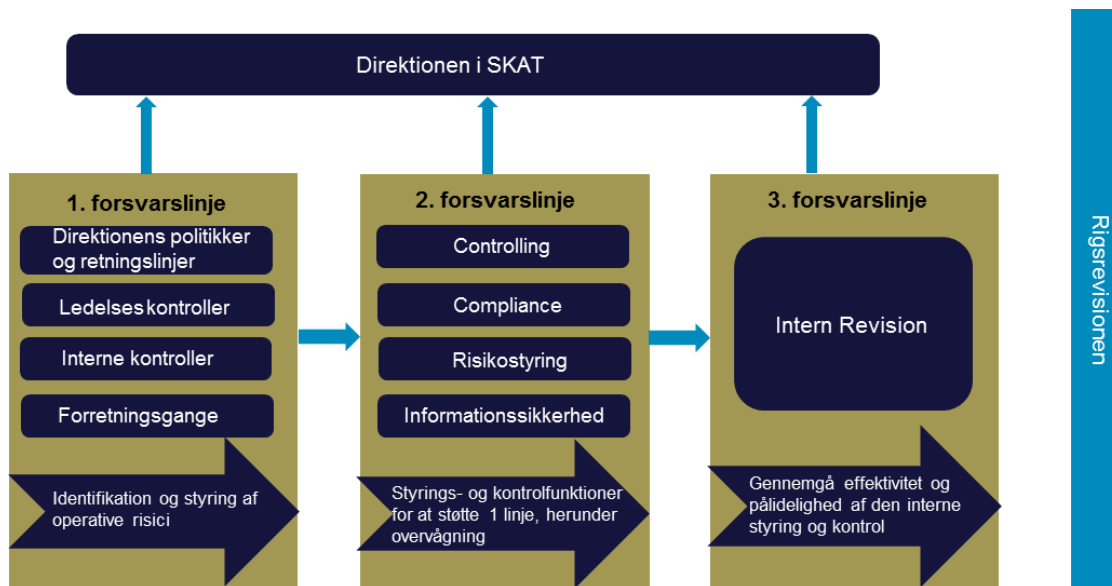 Direktionen i SKAT
1. forsvarslinje
Direktionens politikker
og retningslinjer
Ledelseskontroller
Interne kontroller
Forretningsgange
Identifikation og styring af
operative risici
2. forsvarslinje
Controlling
Compliance
Risikostyring
Informationssikkerhed
Styrings- og kontrolfunktioner
for at støtte 1 linje, herunder
overvågning
3. forsvarslinje
Intern Revision
Gennemgå effektivitet og
pålidelighed af den interne
styring og kontrol
Rigsrevisionen